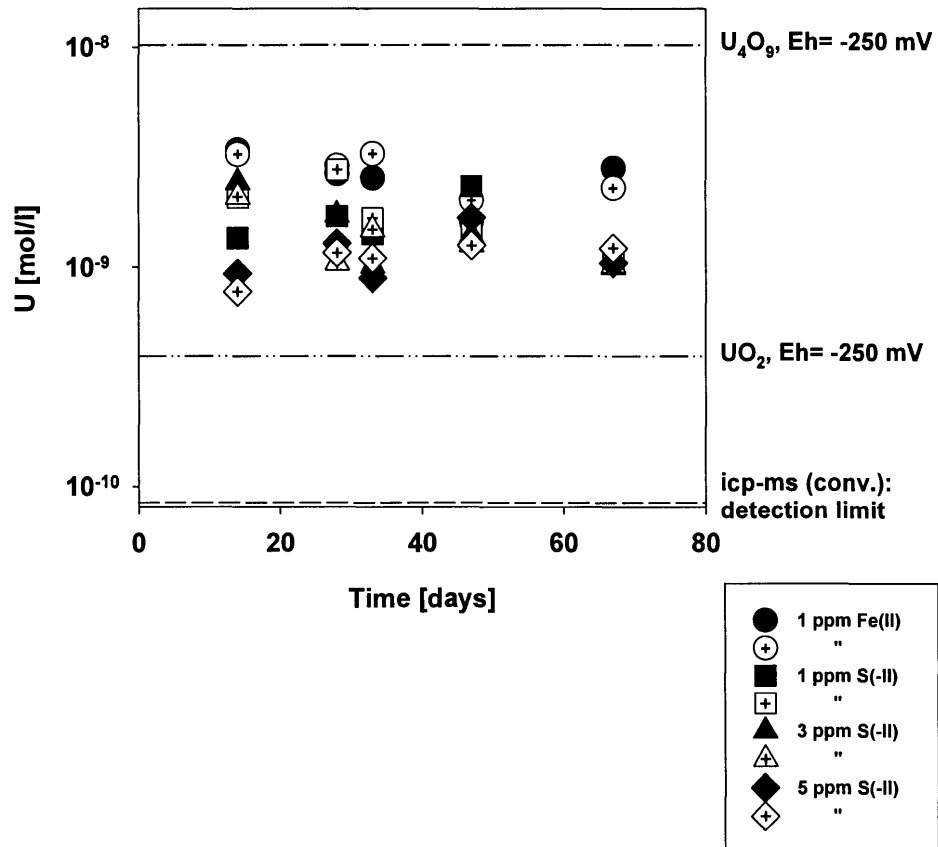 10⁻⁸
10⁻⁹
10⁻¹⁰
U [mol/l]
U₄O₉, Eh= -250 mV
UO₂, Eh= -250 mV
icp-ms (conv.):
detection limit
0 20 40 60 80
Time [days]
1 ppm Fe(II)
"
1 ppm S(-II)
"
3 ppm S(-II)
"
5 ppm S(-II)
"